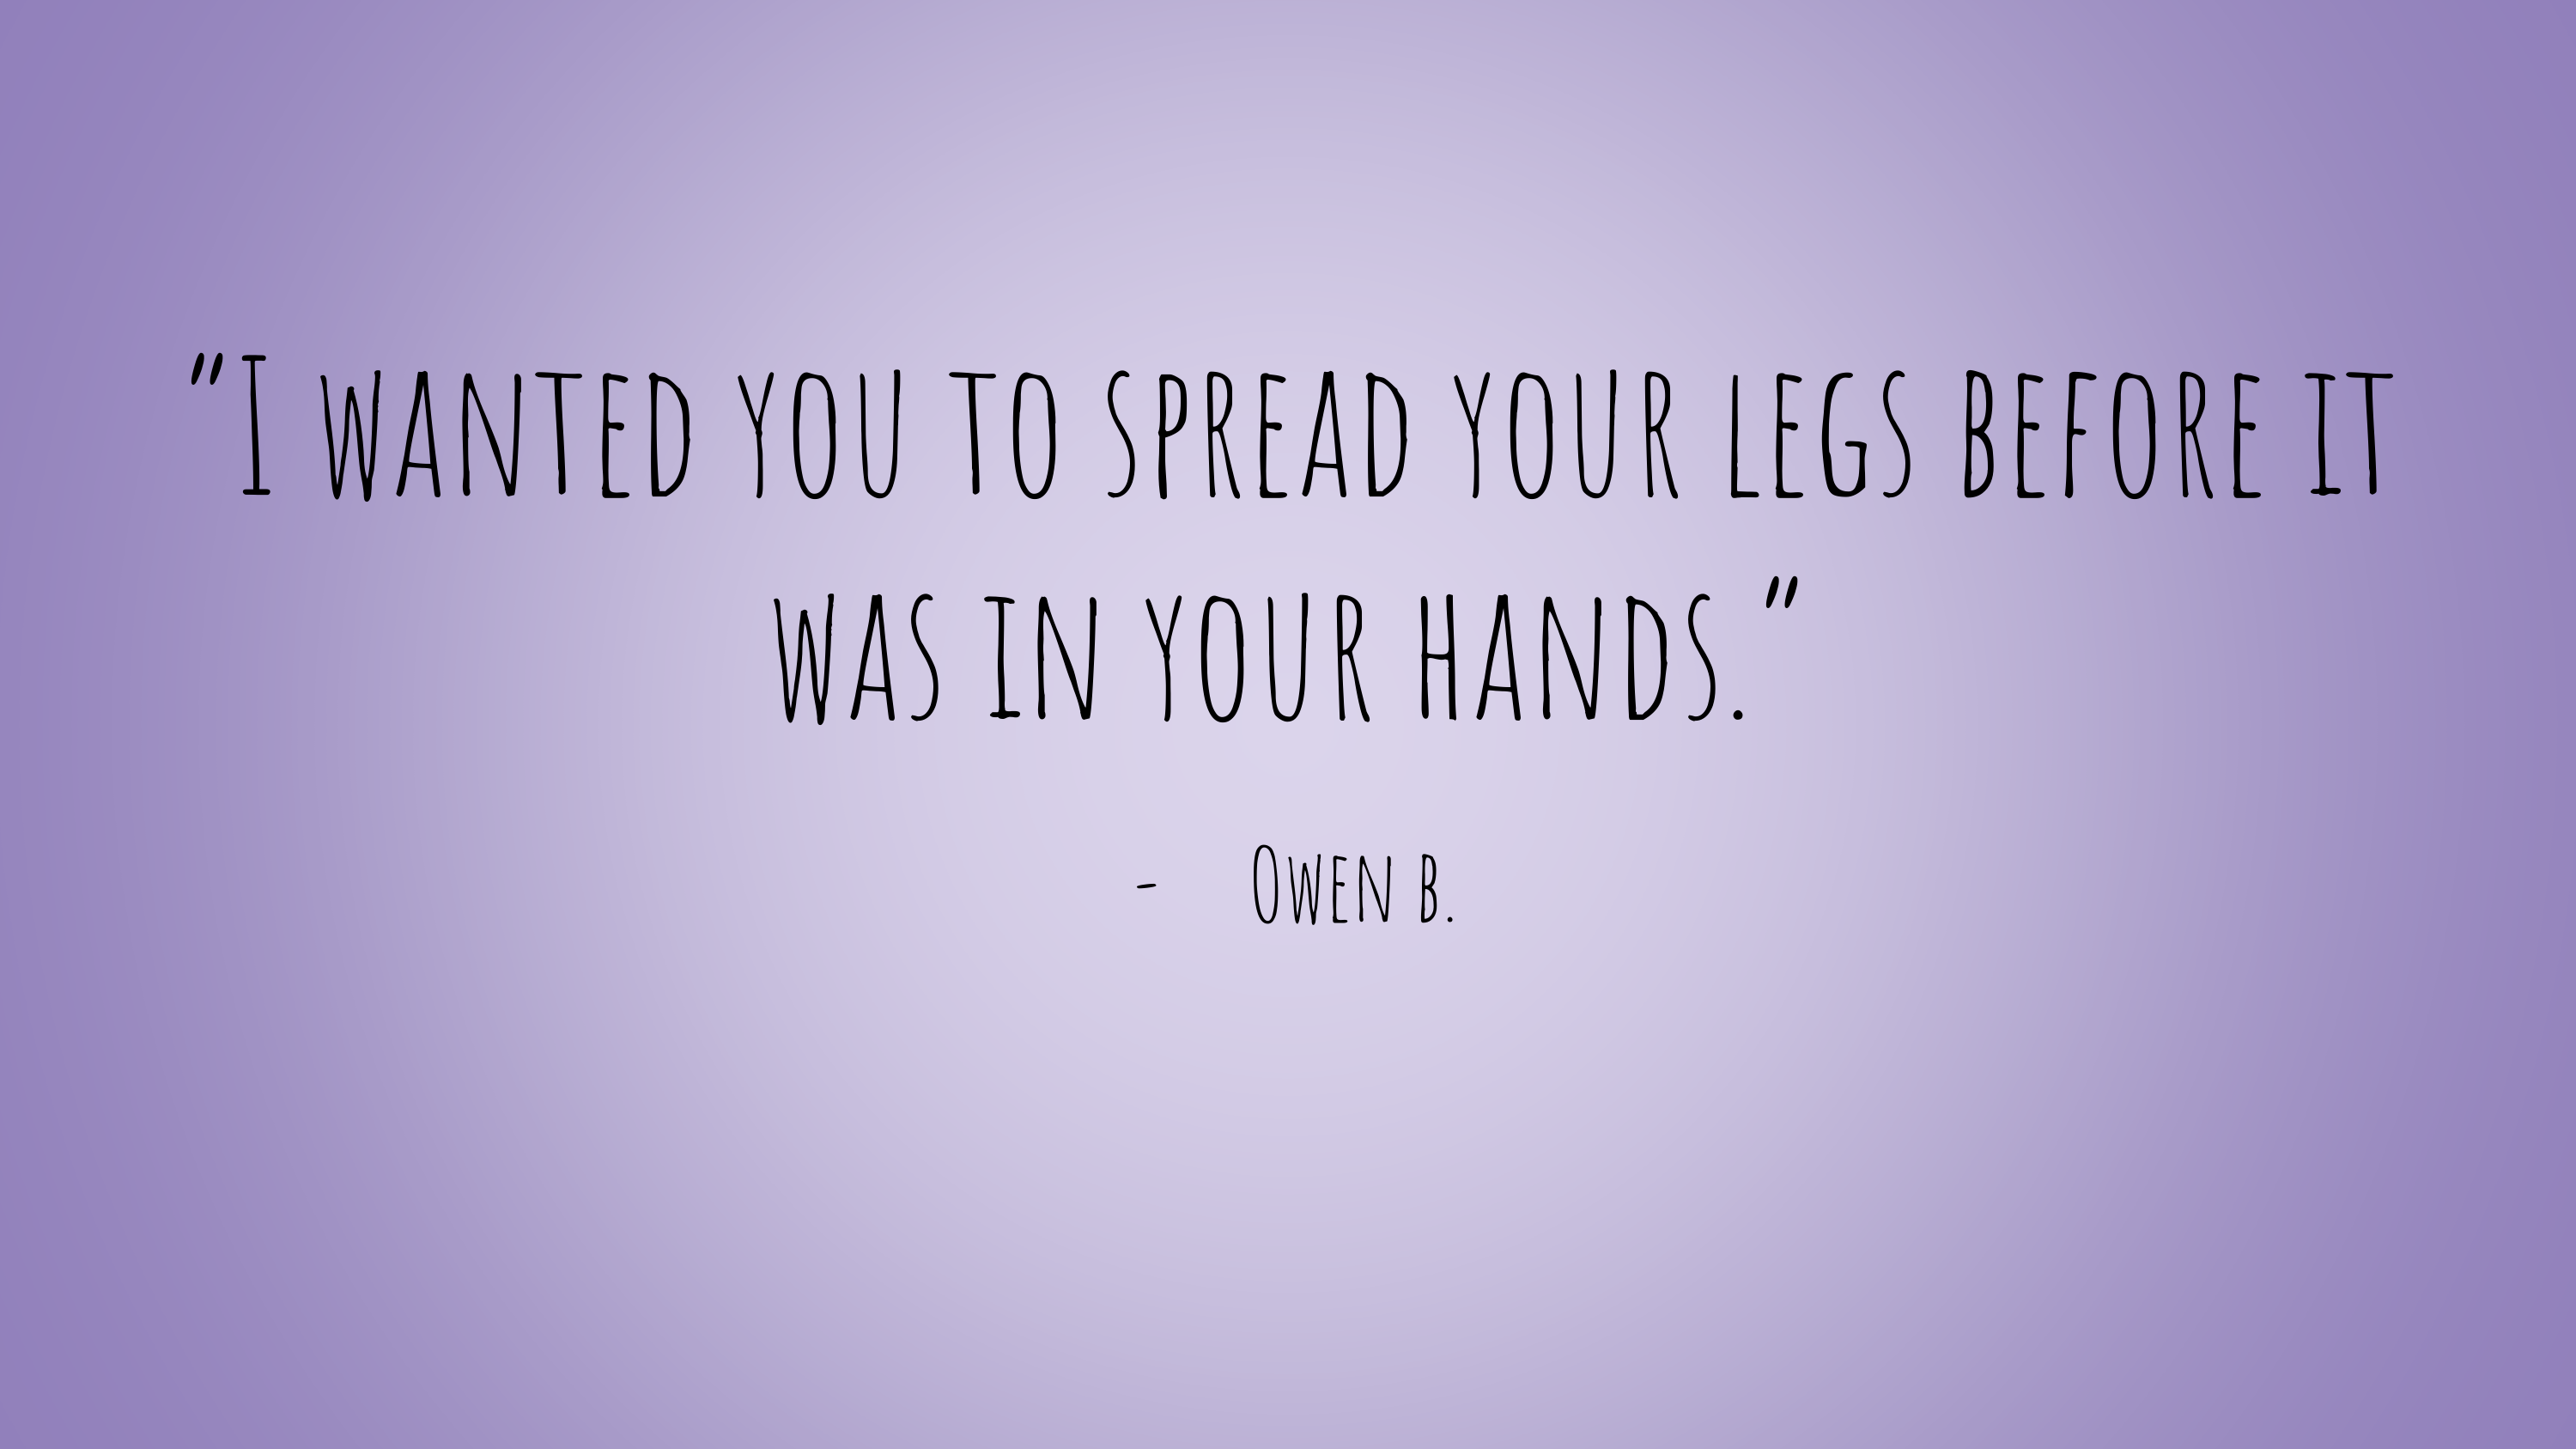 "I wanted you to spread your legs before it
was in your hands."
- Owen B.